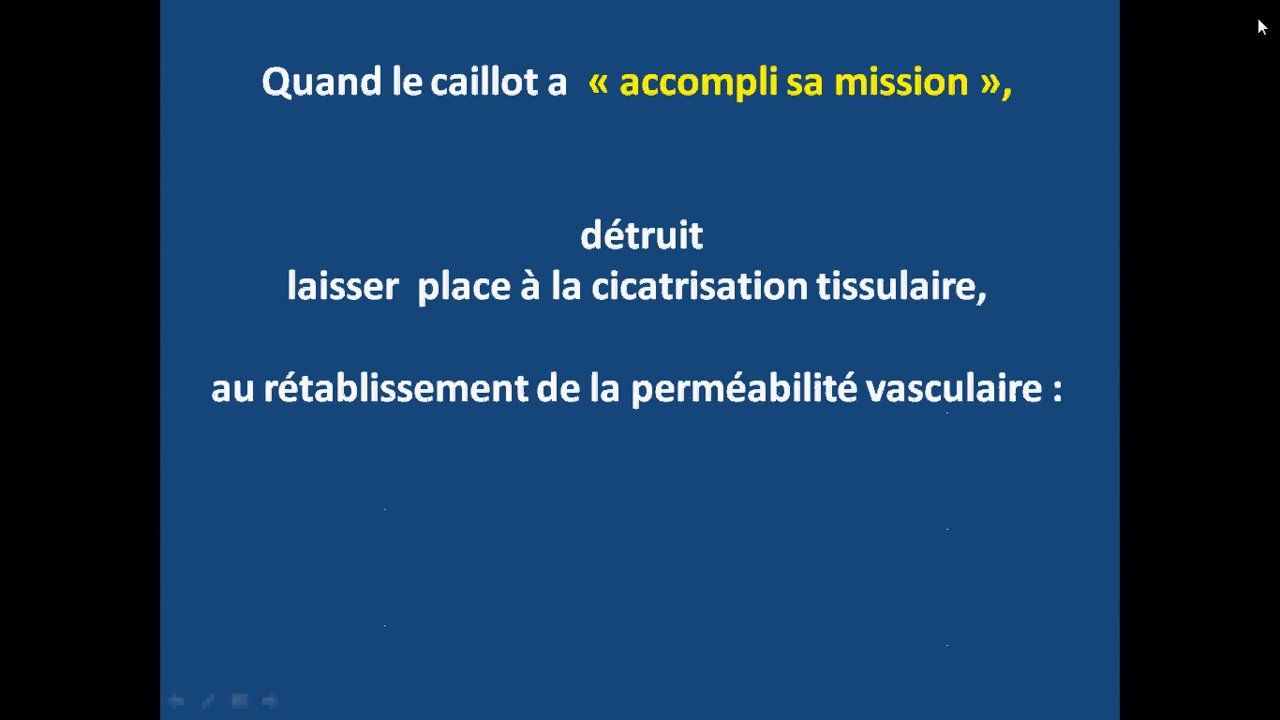 Quand le caillot a « accompli sa mission »,
détruit
laisser place à la cicatrisation tissulaire,
au rétablissement de la perméabilité vasculaire :